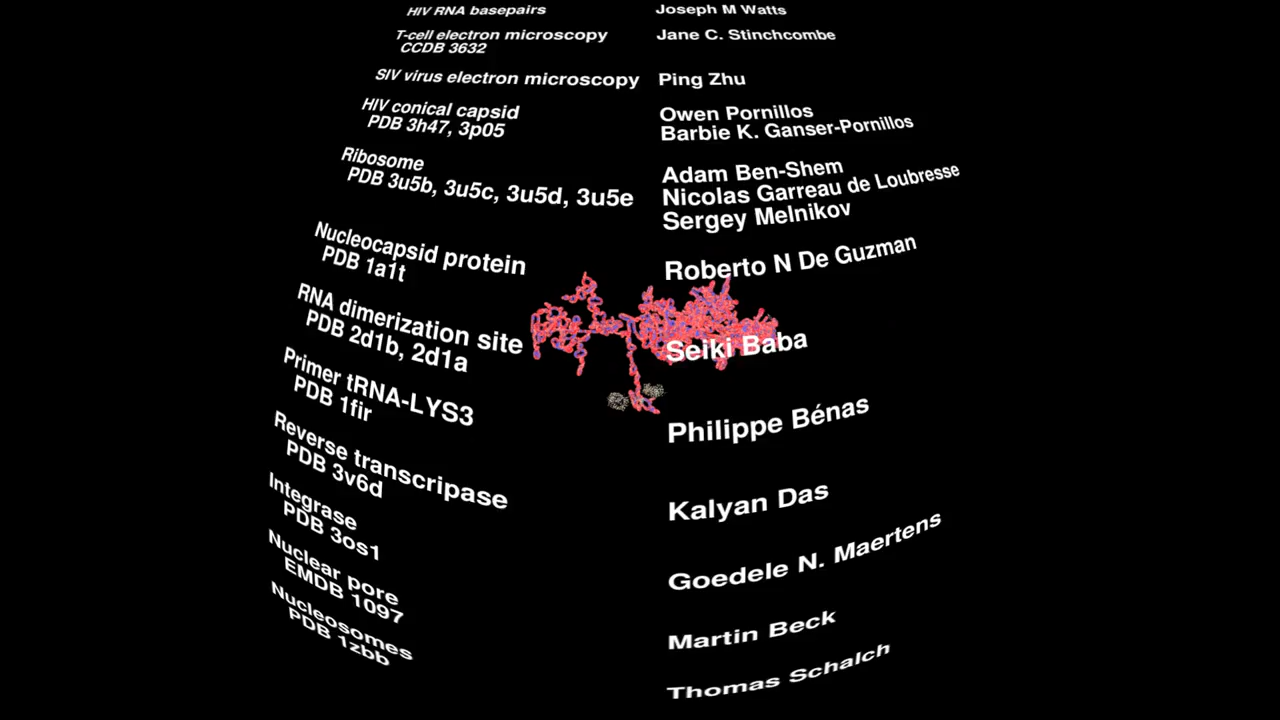 HIV RNA basepairs Joseph M Watts
T-cell electron microscopy Jane C. Stinchcombe
CCDB 3632
SIV virus electron microscopy Ping Zhu
HIV conical capsid Owen Pornillos
PDB 3h47, 3p05 Barbie K. Ganser-Pornillos
Ribosome Adam Ben-Shem
PDB 3u5b, 3u5c, 3u5d, 3u5e Nicolas Garreau de Loubresse
Sergey Melnikov
Nucleocapsid protein Roberto N De Guzman
PDB 1a1t
RNA dimerization site Seiki Baba
PDB 2d1b, 2d1a
Primer tRNA-LYS3 Philippe Bénas
PDB 1fir
Reverse transcripase Kalyan Das
PDB 3v6d
Integrase Goedele N. Maertens
PDB 3os1
Nuclear pore Martin Beck
EMDB 1097
Nucleosomes Thomas Schalch
PDB 1zbb